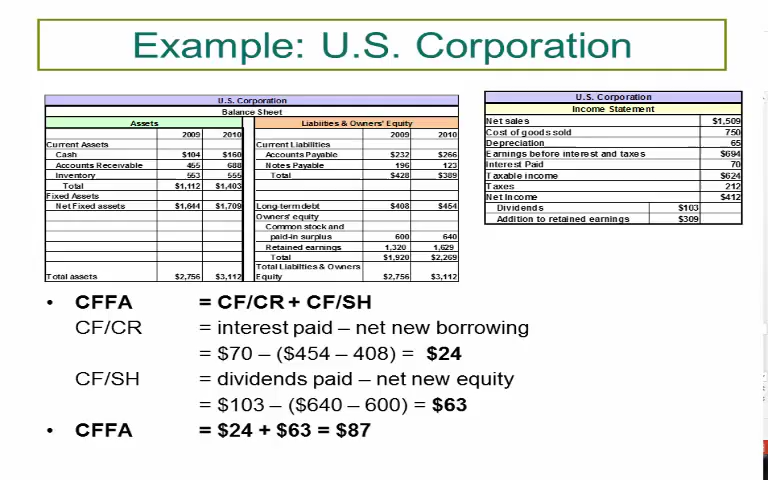 Example: U.S. Corporation
U.S. Corporation
Balance Sheet
Assets Liabilities & Owners' Equity
2009 2010 2009 2010
Current Assets Current Liabilities
Cash $104 $160 Accounts Payable $232 $266
Accounts Receivable 455 688 Notes Payable 196 123
Inventory 553 555 Total $428 $389
Total $1,112 $1,403
Fixed Assets
Net Fixed assets $1,644 $1,709 Long-term debt $408 $454
Owners' equity
Common stock and
paid-in surplus 600 640
Retained earnings 1,320 1,629
Total $1,920 $2,269
Total Liabilities & Owners
Total assets $2,756 $3,112 Equity $2,756 $3,112
U.S. Corporation
Income Statement
Net sales $1,509
Cost of goods sold 750
Depreciation 65
Earnings before interest and taxes $694
Interest Paid 70
Taxable income $624
Taxes 212
Net Income $412
Dividends $103
Addition to retained earnings $309
• CFFA = CF/CR + CF/SH
CF/CR = interest paid – net new borrowing
= $70 – ($454 – 408) = $24
CF/SH = dividends paid – net new equity
= $103 – ($640 – 600) = $63
• CFFA = $24 + $63 = $87